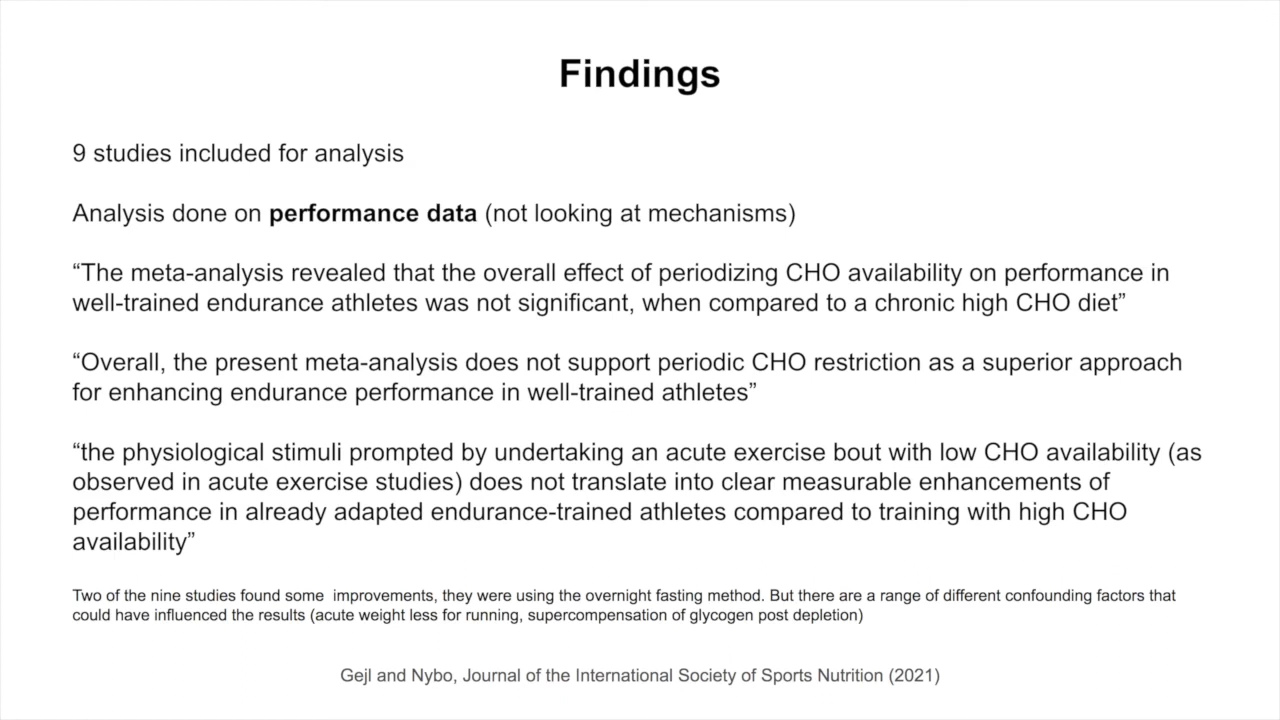 Findings
9 studies included for analysis
Analysis done on performance data (not looking at mechanisms)
“The meta-analysis revealed that the overall effect of periodizing CHO availability on performance in
well-trained endurance athletes was not significant, when compared to a chronic high CHO diet”
“Overall, the present meta-analysis does not support periodic CHO restriction as a superior approach
for enhancing endurance performance in well-trained athletes”
“the physiological stimuli prompted by undertaking an acute exercise bout with low CHO availability (as
observed in acute exercise studies) does not translate into clear measurable enhancements of
performance in already adapted endurance-trained athletes compared to training with high CHO
availability”
Two of the nine studies found some  improvements, they were using the overnight fasting method. But there are a range of different confounding factors that
could have influenced the results (acute weight less for running, supercompensation of glycogen post depletion)
Gejl and Nybo, Journal of the International Society of Sports Nutrition (2021)